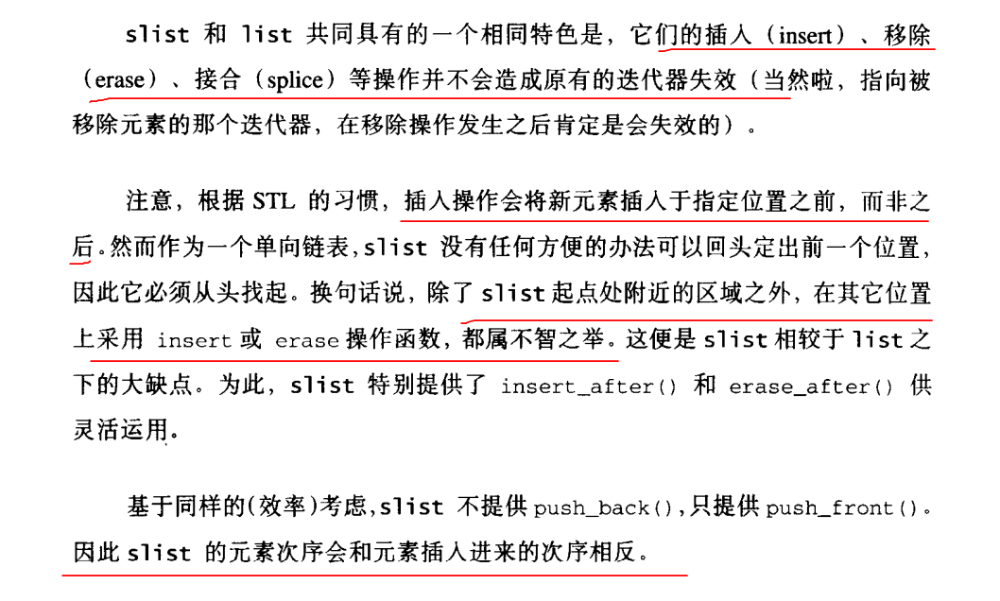 slist 和 list 共同具有的一个相同特色是，它们的插入（insert）、移除
（erase）、接合（splice）等操作并不会造成原有的迭代器失效（当然啦，指向被
移除元素的那个迭代器，在移除操作发生之后肯定是会失效的）。
注意，根据 STL 的习惯，插入操作会将新元素插入于指定位置之前，而非之
后。然而作为一个单向链表，slist 没有任何方便的办法可以回头定出前一个位置，
因此它必须从头找起。换句话说，除了 slist 起点处附近的区域之外，在其它位置
上采用 insert 或 erase 操作函数，都属不智之举。这便是 slist 相较于 list 之
下的大缺点。为此，slist 特别提供了 insert_after() 和 erase_after() 供
灵活运用。
基于同样的(效率)考虑,slist 不提供 push_back(),只提供 push_front()。
因此 slist 的元素次序会和元素插入进来的次序相反。